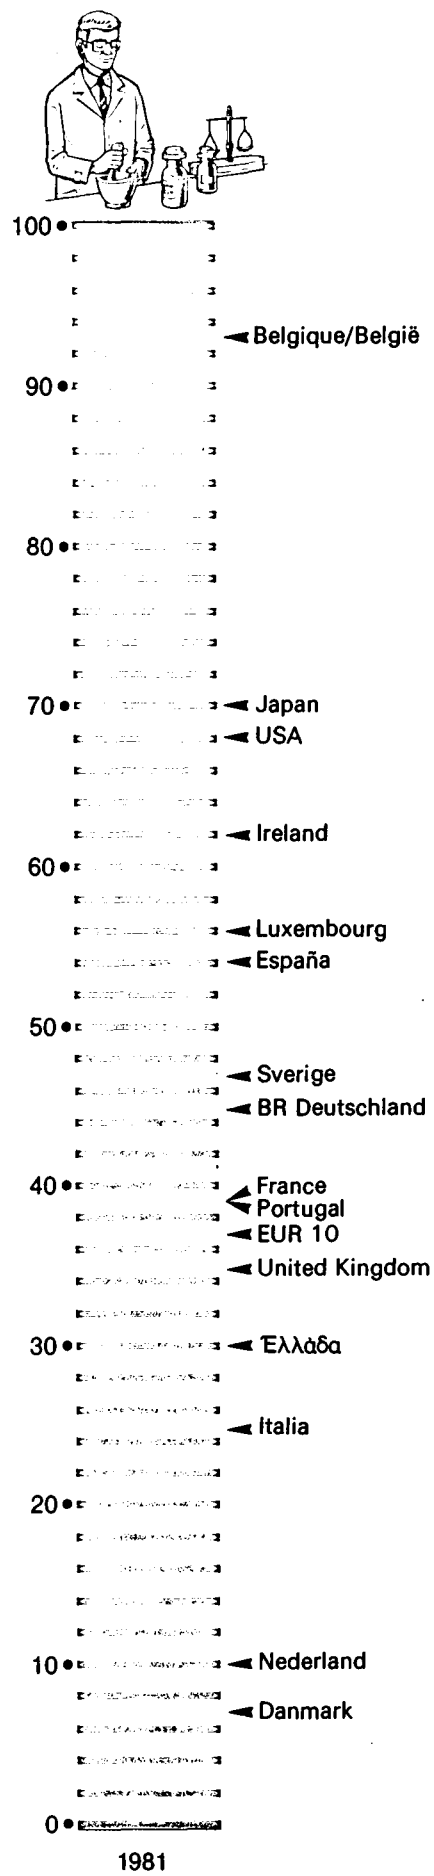 100
Belgique/België
90
80
70 Japan
USA
Ireland
60
Luxembourg
España
50
Sverige
BR Deutschland
40 France
Portugal
EUR 10
United Kingdom
30 Έλλàδα
Italia
20
10 Nederland
Danmark
0
1981